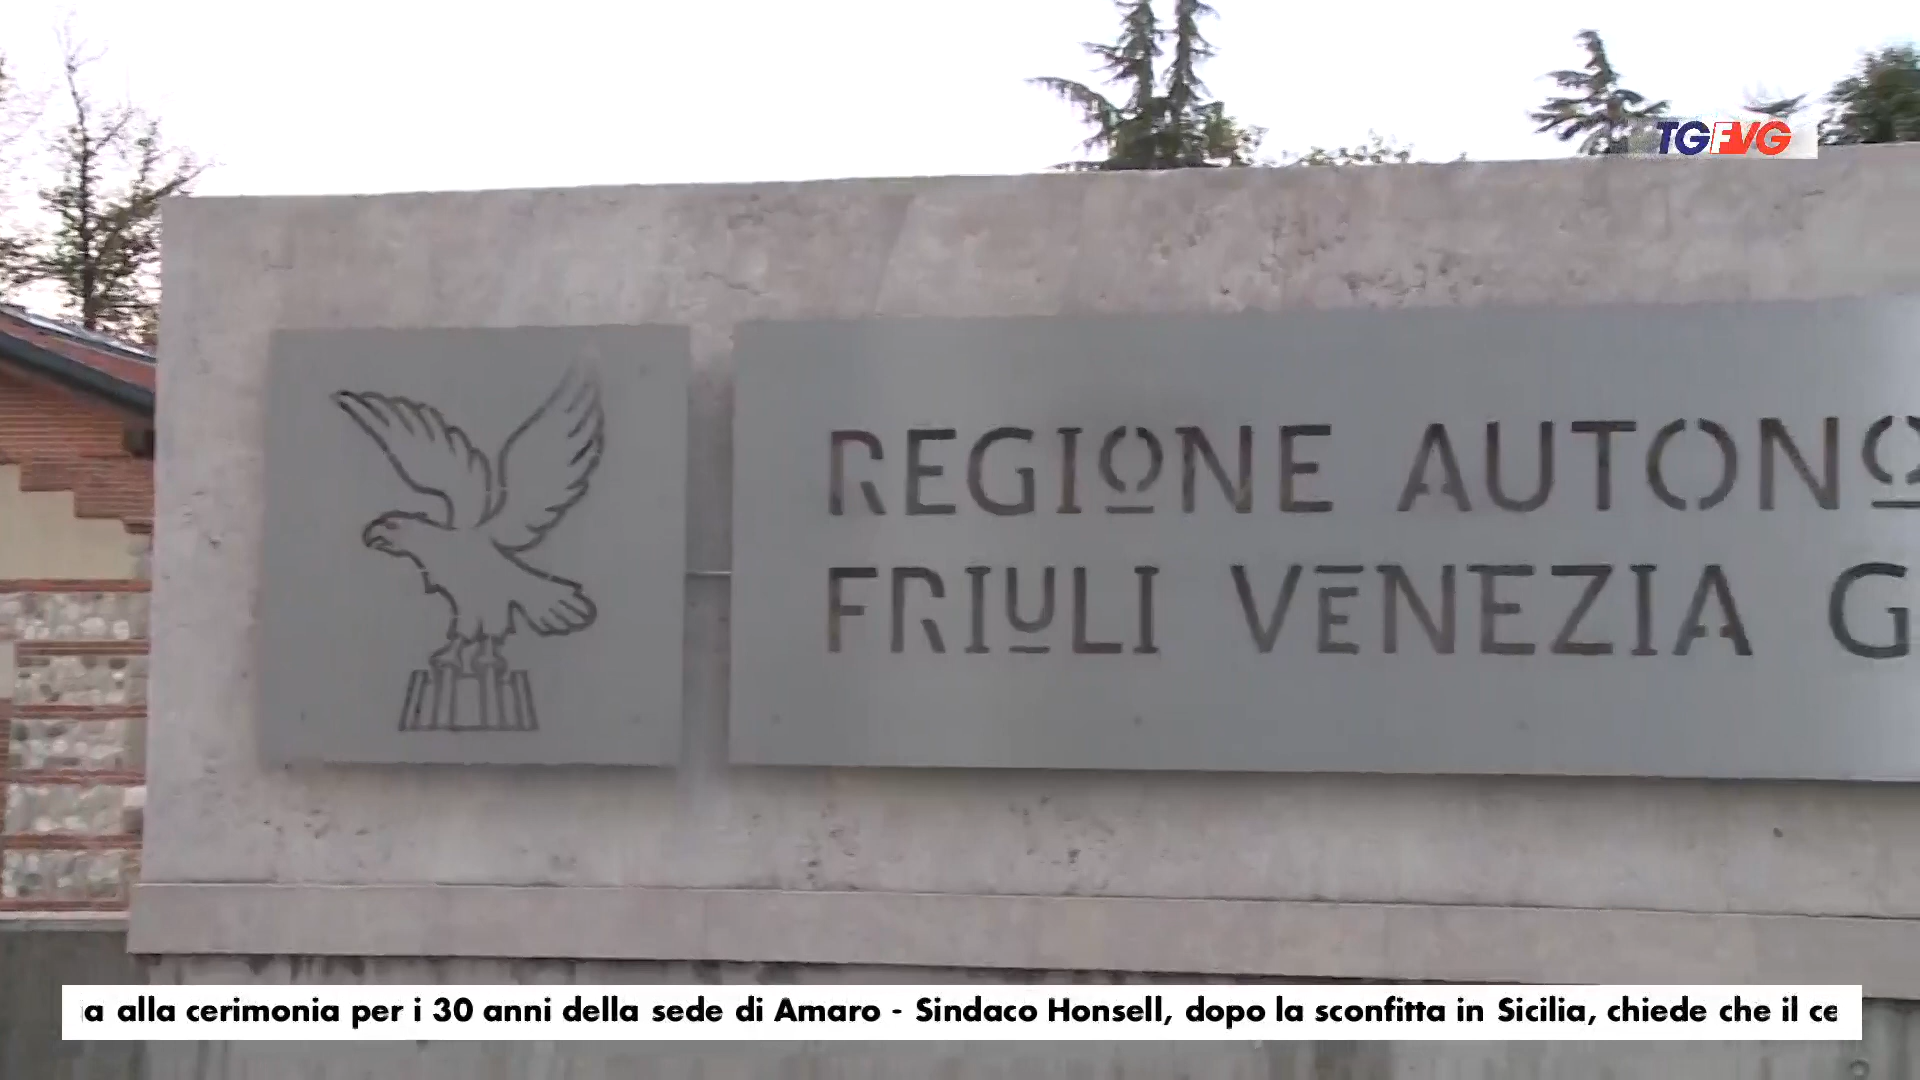 TGFVG
REGIONE AUTONO
FRIULI VENEZIA G
a alla cerimonia per i 30 anni della sede di Amaro - Sindaco Honsell, dopo la sconfitta in Sicilia, chiede che il ce